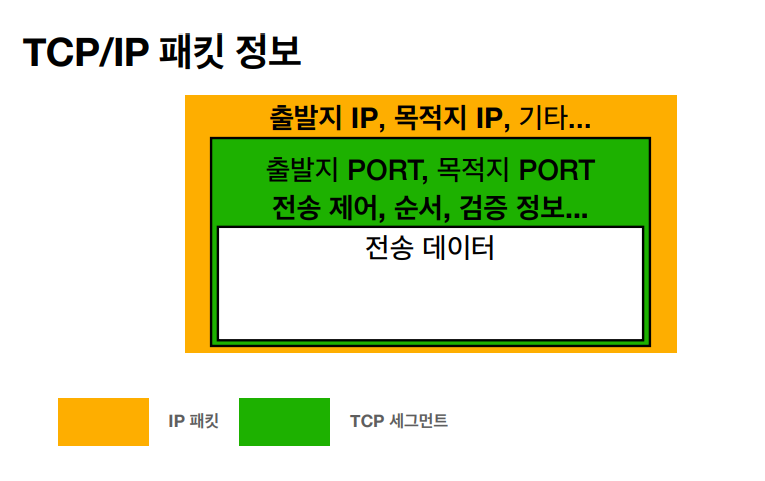 TCP/IP 패킷 정보
출발지 IP, 목적지 IP, 기타...
출발지 PORT, 목적지 PORT
전송 제어, 순서, 검증 정보...
전송 데이터
IP 패킷
TCP 세그먼트